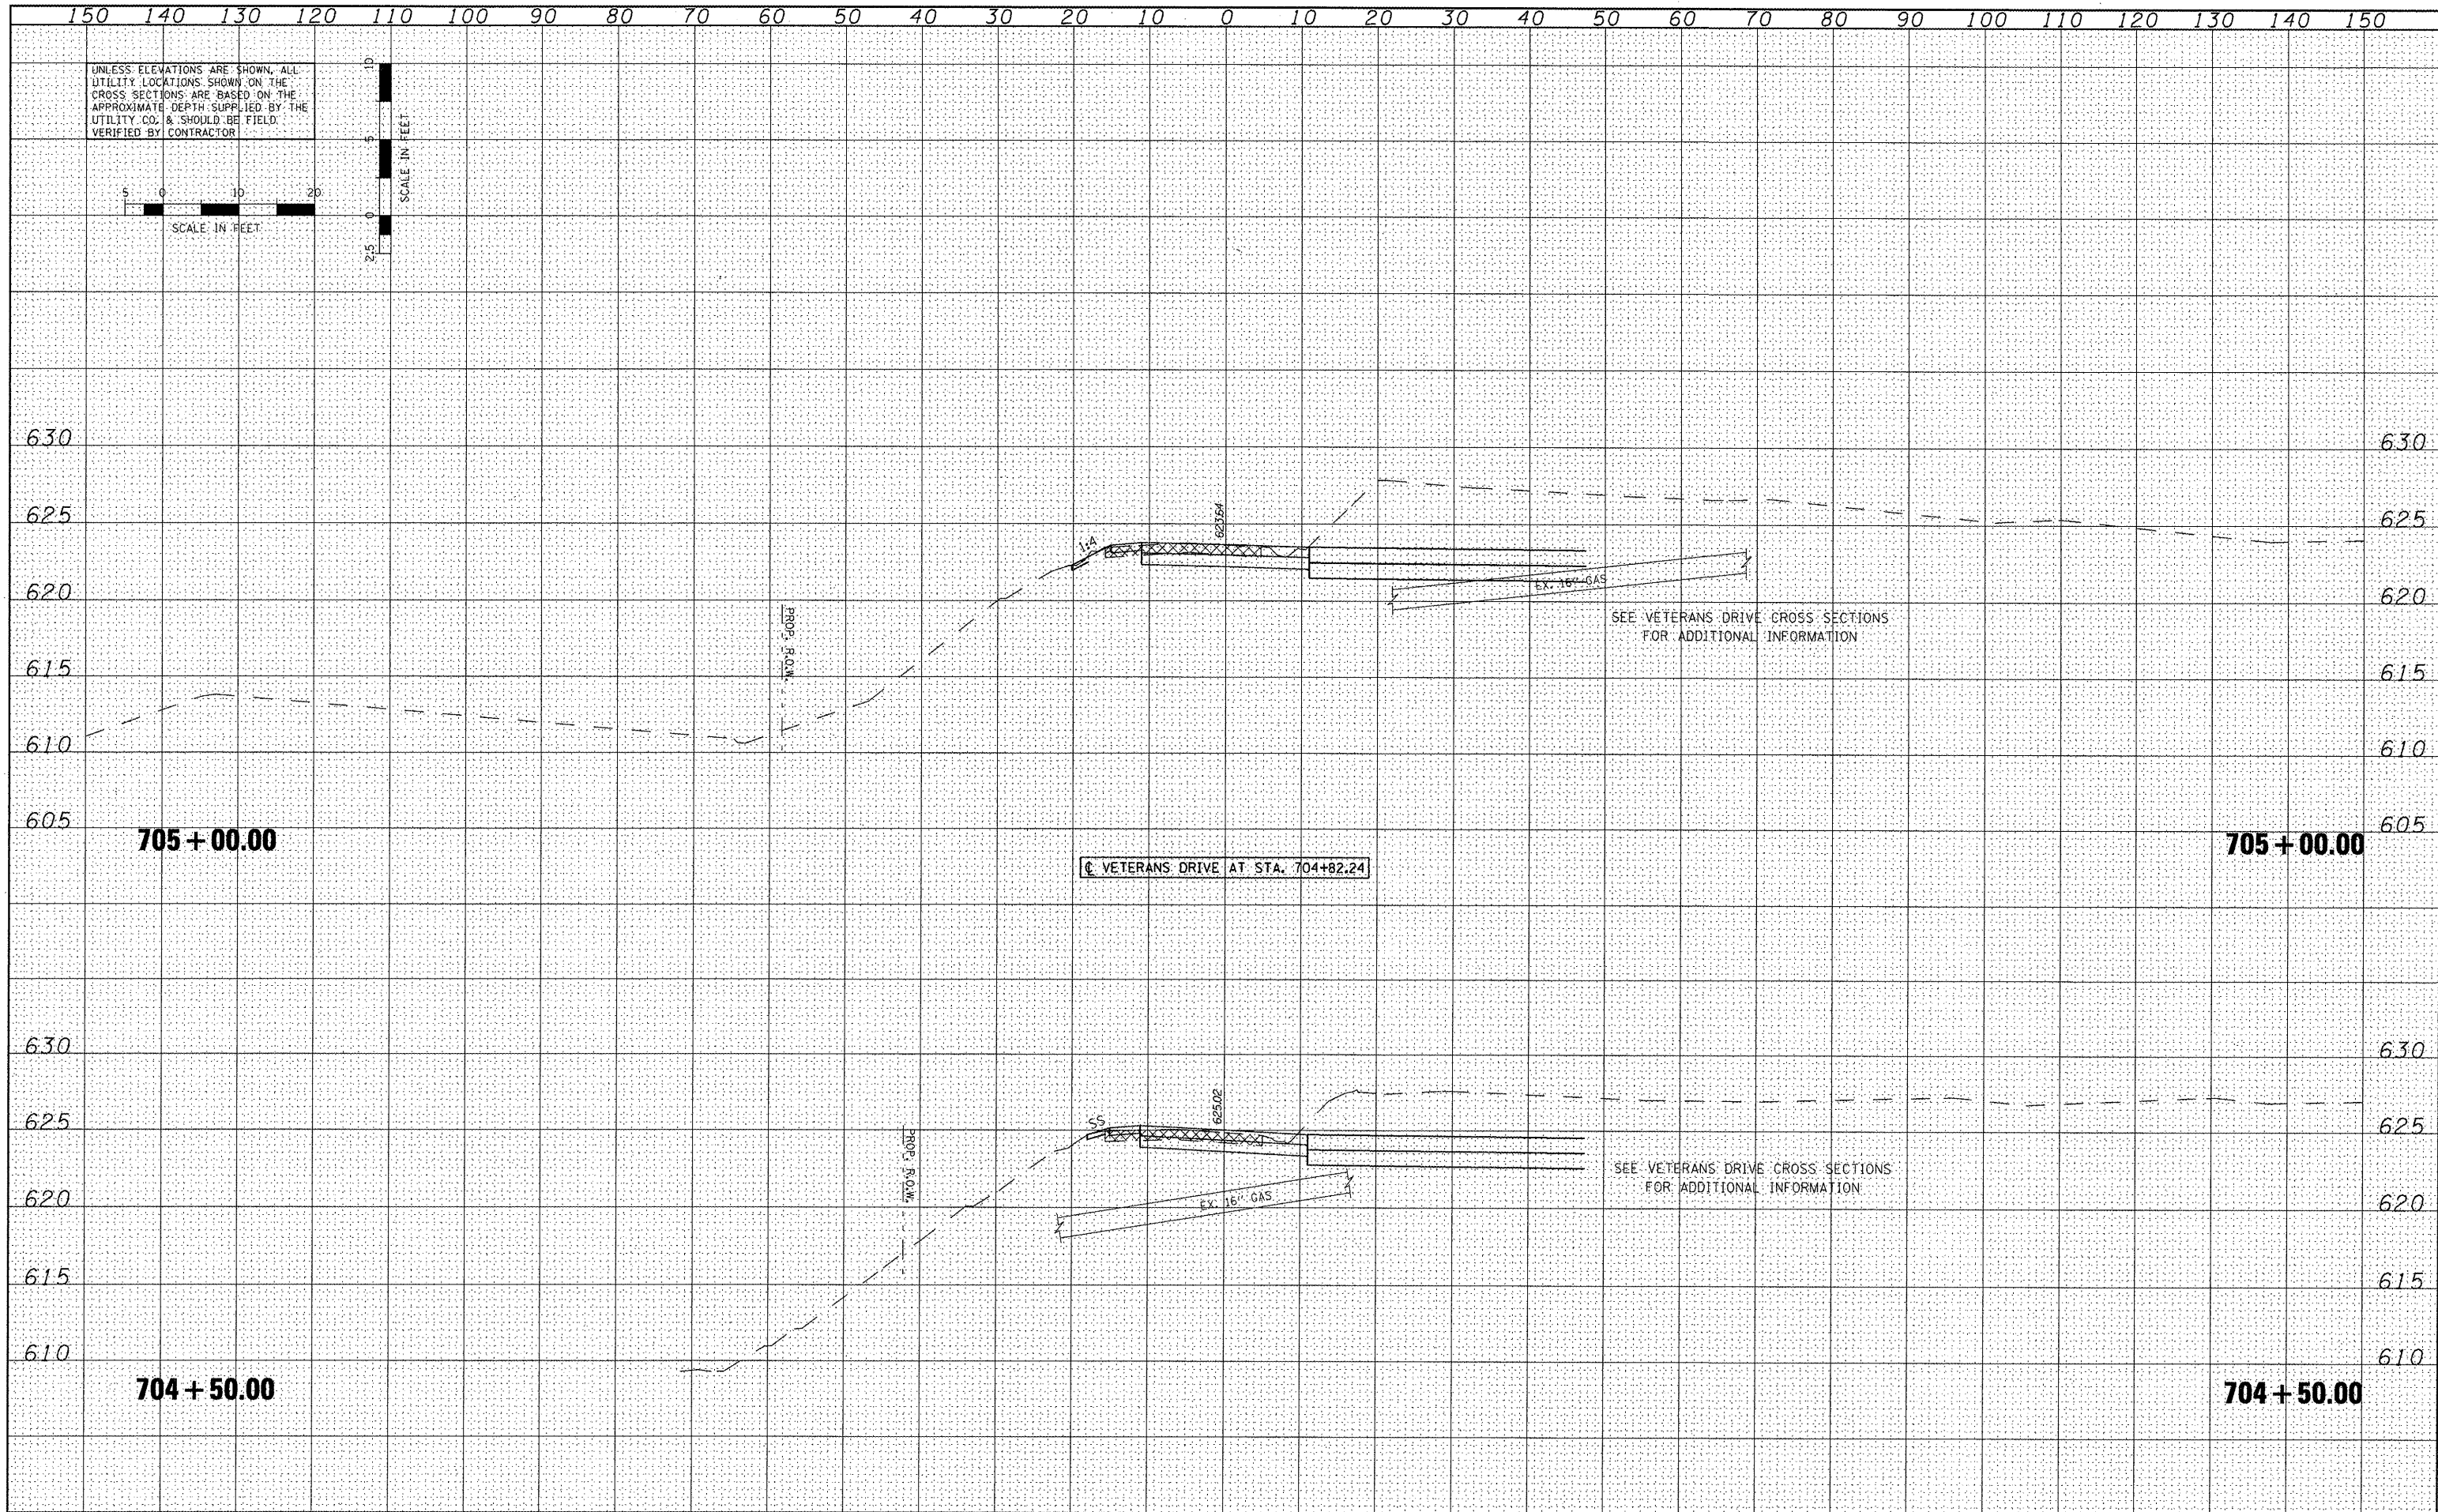 150 140 130 120 110 100 90 80 70 60 50 40 30 20 10 0 10 20 30 40 50 60 70 80 90 100 110 120 130 140 150
UNLESS ELEVATIONS ARE SHOWN, ALL
UTILITY LOCATIONS SHOWN ON THE
CROSS SECTIONS ARE BASED ON THE
APPROXIMATE DEPTH SUPPLIED BY THE
UTILITY CO. & SHOULD BE FIELD
VERIFIED BY CONTRACTOR
10
5
0
2.5
SCALE IN FEET
5 0 10 20
SCALE IN FEET
630 630
625 625
623.64
1:4
620 620
EX. 16" GAS
PROP. R.O.W.
SEE VETERANS DRIVE CROSS SECTIONS
FOR ADDITIONAL INFORMATION
615 615
610 610
605 605
705+00.00 705+00.00
℄ VETERANS DRIVE AT STA. 704+82.24
630 630
625.02
SS
625 625
PROP. R.O.W.
SEE VETERANS DRIVE CROSS SECTIONS
FOR ADDITIONAL INFORMATION
EX. 16" GAS
620 620
615 615
610 610
704+50.00 704+50.00